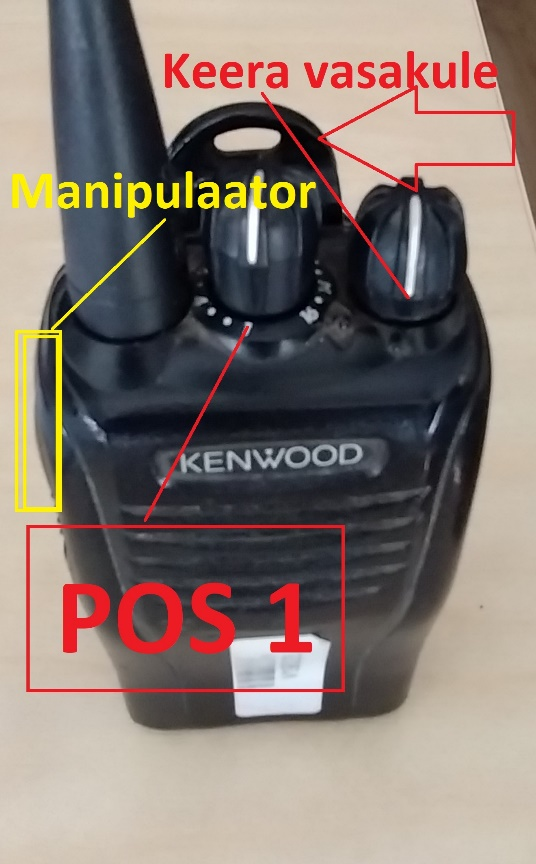 Keera vasakule
Manipulaator
KENWOOD
POS 1